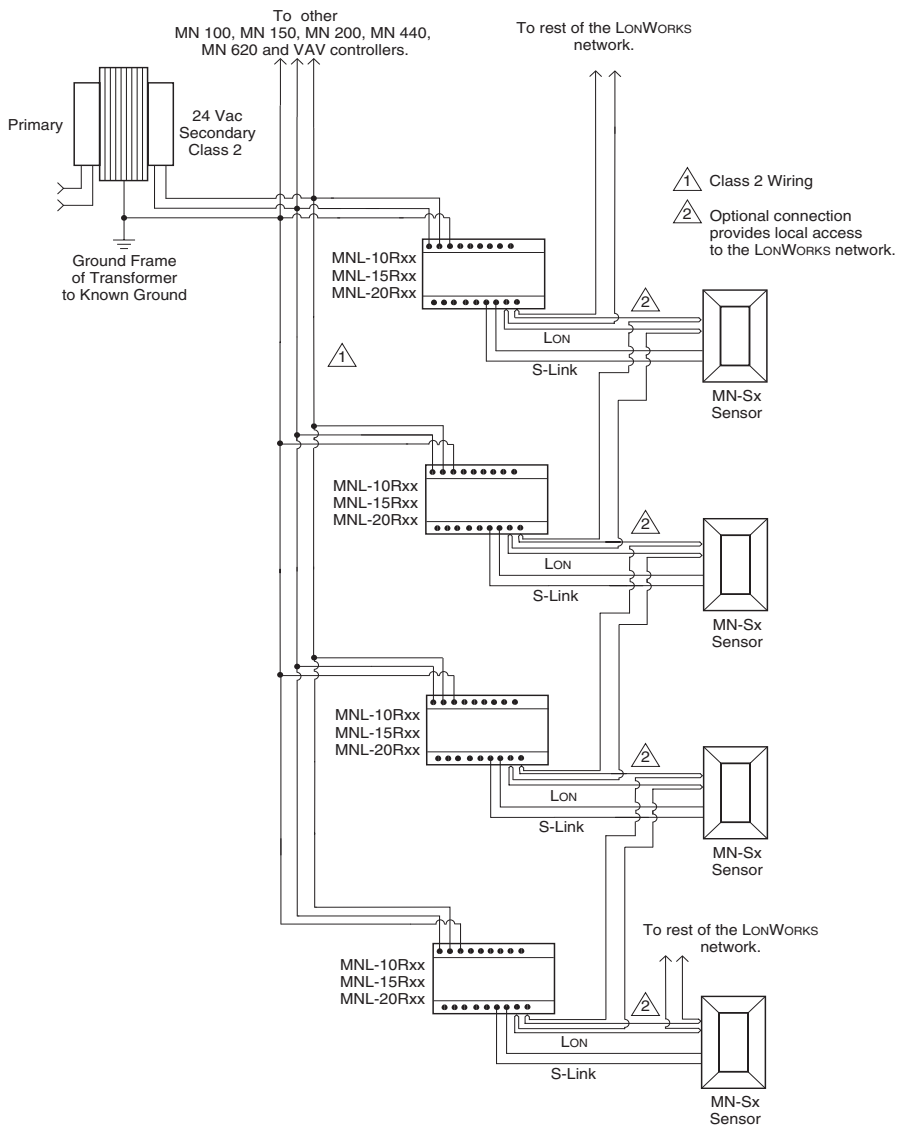 To other
MN 100, MN 150, MN 200, MN 440,
MN 620 and VAV controllers.
To rest of the LONWORKS
network.
Primary
24 Vac
Secondary
Class 2
1 Class 2 Wiring
2 Optional connection
provides local access
to the LONWORKS network.
Ground Frame
of Transformer
to Known Ground
MNL-10Rxx
MNL-15Rxx
MNL-20Rxx
2
LON
S-Link
MN-Sx
Sensor
1
MNL-10Rxx
MNL-15Rxx
MNL-20Rxx
2
LON
S-Link
MN-Sx
Sensor
MNL-10Rxx
MNL-15Rxx
MNL-20Rxx
2
LON
S-Link
MN-Sx
Sensor
To rest of the LONWORKS
network.
MNL-10Rxx
MNL-15Rxx
MNL-20Rxx
2
LON
S-Link
MN-Sx
Sensor